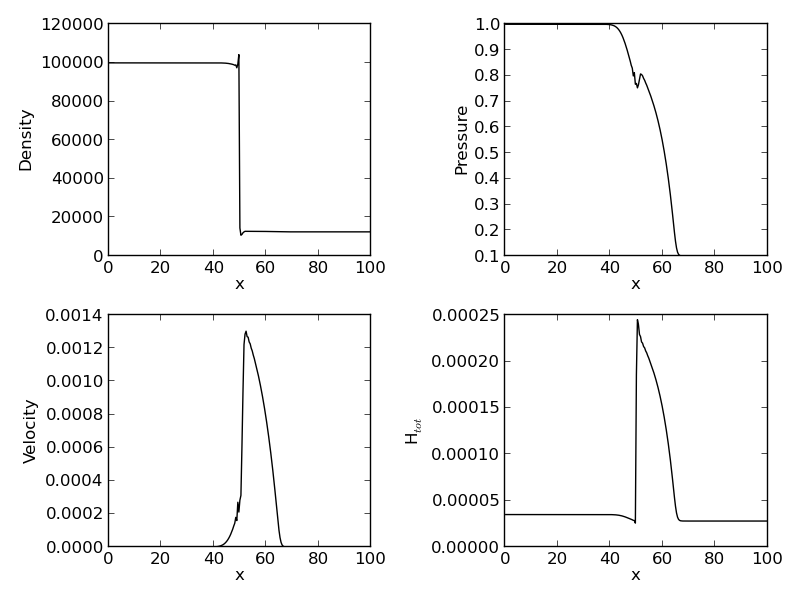 120000
100000
80000
60000
40000
20000
0
0 20 40 60 80 100
Density
x
1.0
0.9
0.8
0.7
0.6
0.5
0.4
0.3
0.2
0.1
0 20 40 60 80 100
Pressure
x
0.0014
0.0012
0.0010
0.0008
0.0006
0.0004
0.0002
0.0000
0 20 40 60 80 100
Velocity
x
0.00025
0.00020
0.00015
0.00010
0.00005
0.00000
0 20 40 60 80 100
H_tot
x